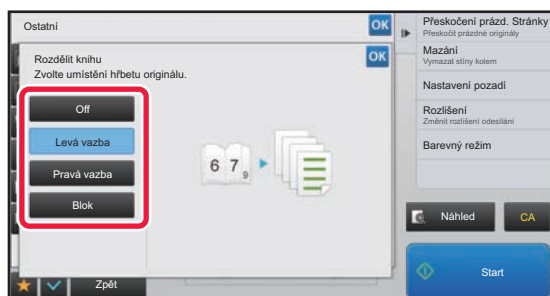 Ostatní
OK
Rozdělit knihu
Zvolte umístění hřbetu originálu.
OK
Off
Levá vazba
Pravá vazba
Blok
6 7 9
Zpět
Přeskočení prázd. Stránky
Přeskočit prázdné originály
Mazání
Vymazat stíny kolem
Nastavení pozadí
Rozlišení
Změnit rozlišení odesílání
Barevný režim
Náhled
CA
Start